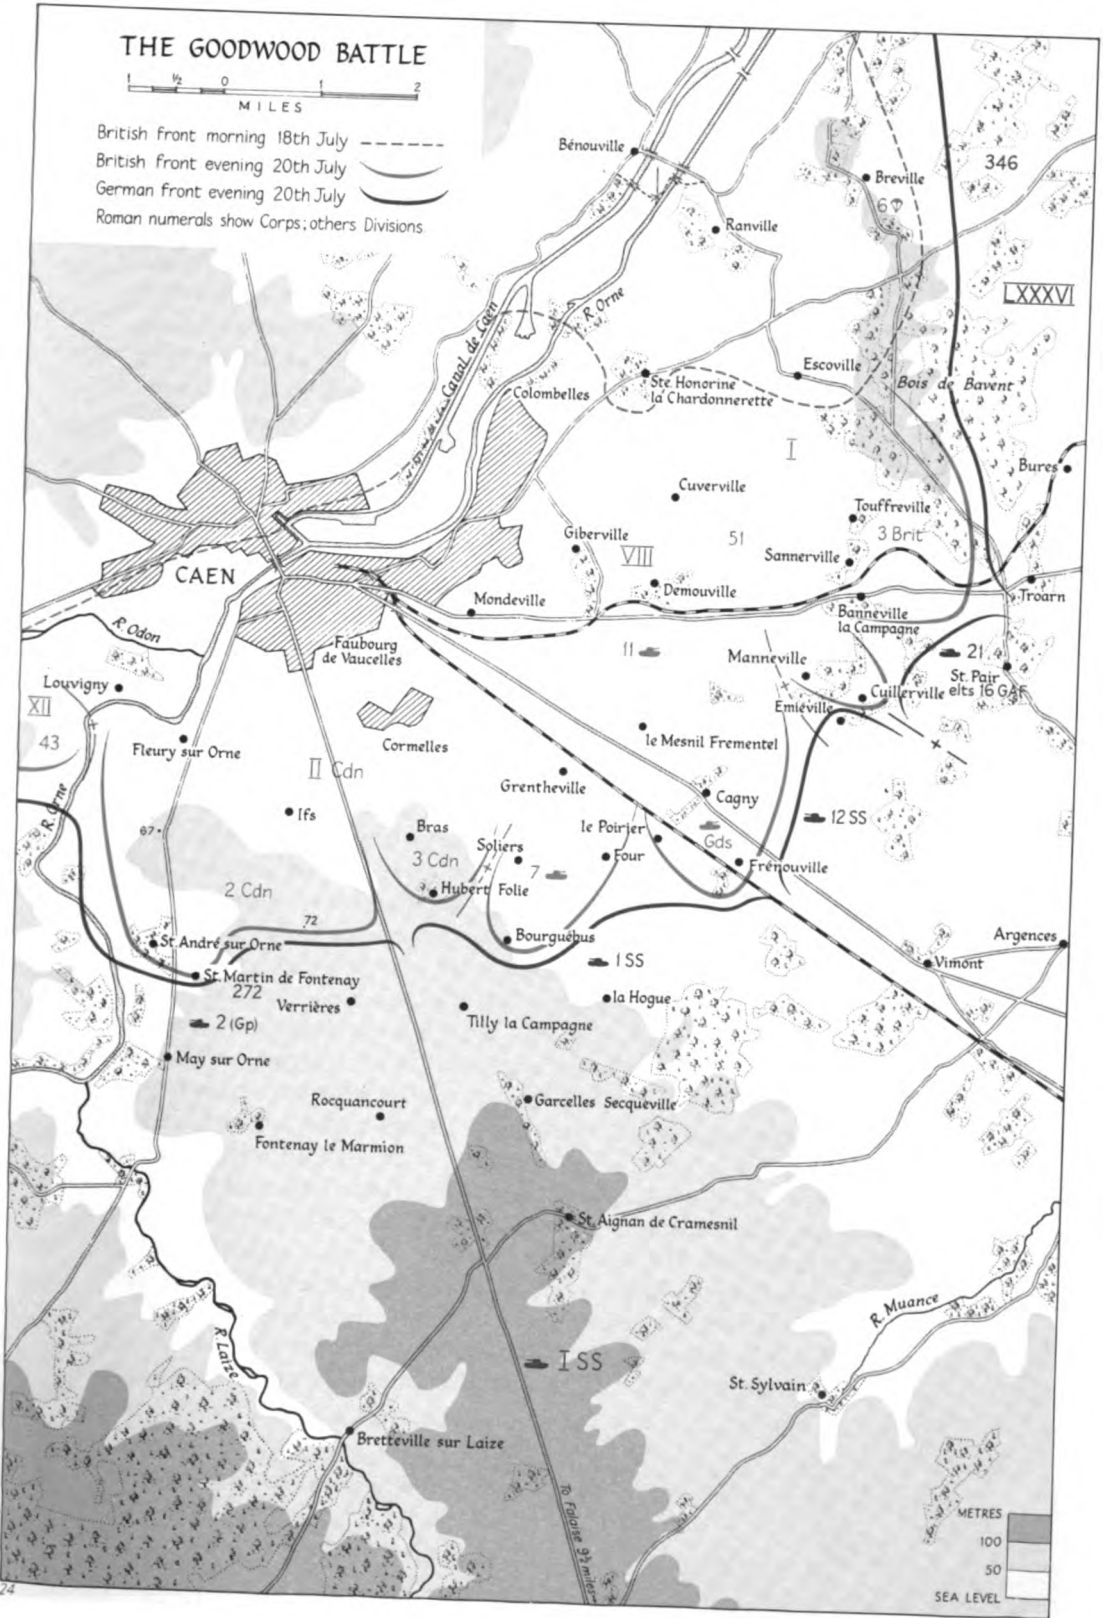 THE GOODWOOD BATTLE
1 ½ 0 1 2
MILES
British front morning 18th July
British front evening 20th July
German front evening 20th July
Roman numerals show Corps; others Divisions
Bénouville
346
Breville
6
Ranville
LXXXVI
R. Orne
Canal de Caen
Escoville
Ste. Honorine
la Chardonnerette
Bois de Bavent
Colombelles
I
Bures
Cuverville
Touffreville
51
3 Brit
Giberville
VIII
Sannerville
CAEN
Demouville
Mondeville
Banneville
la Campagne
Troarn
R. Odon
Faubourg
de Vaucelles
11
Manneville
21
St. Pair
elts 16 GAF
Louvigny
Cuillerville
XII
Emiéville
43
Fleury sur Orne
Cormelles
le Mesnil Frementel
II Cdn
Grentheville
Cagny
R. Orne
Ifs
12 SS
67
Bras
le Poirier
Soliers
Gds
3 Cdn
Four
Frénouville
7
2 Cdn
Hubert Folie
72
Bourguébus
Argences
St. André sur Orne
1 SS
Vimont
St. Martin de Fontenay
272
Verrières
la Hogue
2 (Gp)
Tilly la Campagne
May sur Orne
Rocquancourt
Garcelles Secqueville
Fontenay le Marmion
St. Aignan de Cramesnil
R. Muance
R. Laize
I SS
St. Sylvain
Bretteville sur Laize
To Falaise 9½ miles
METRES
100
50
SEA LEVEL
24